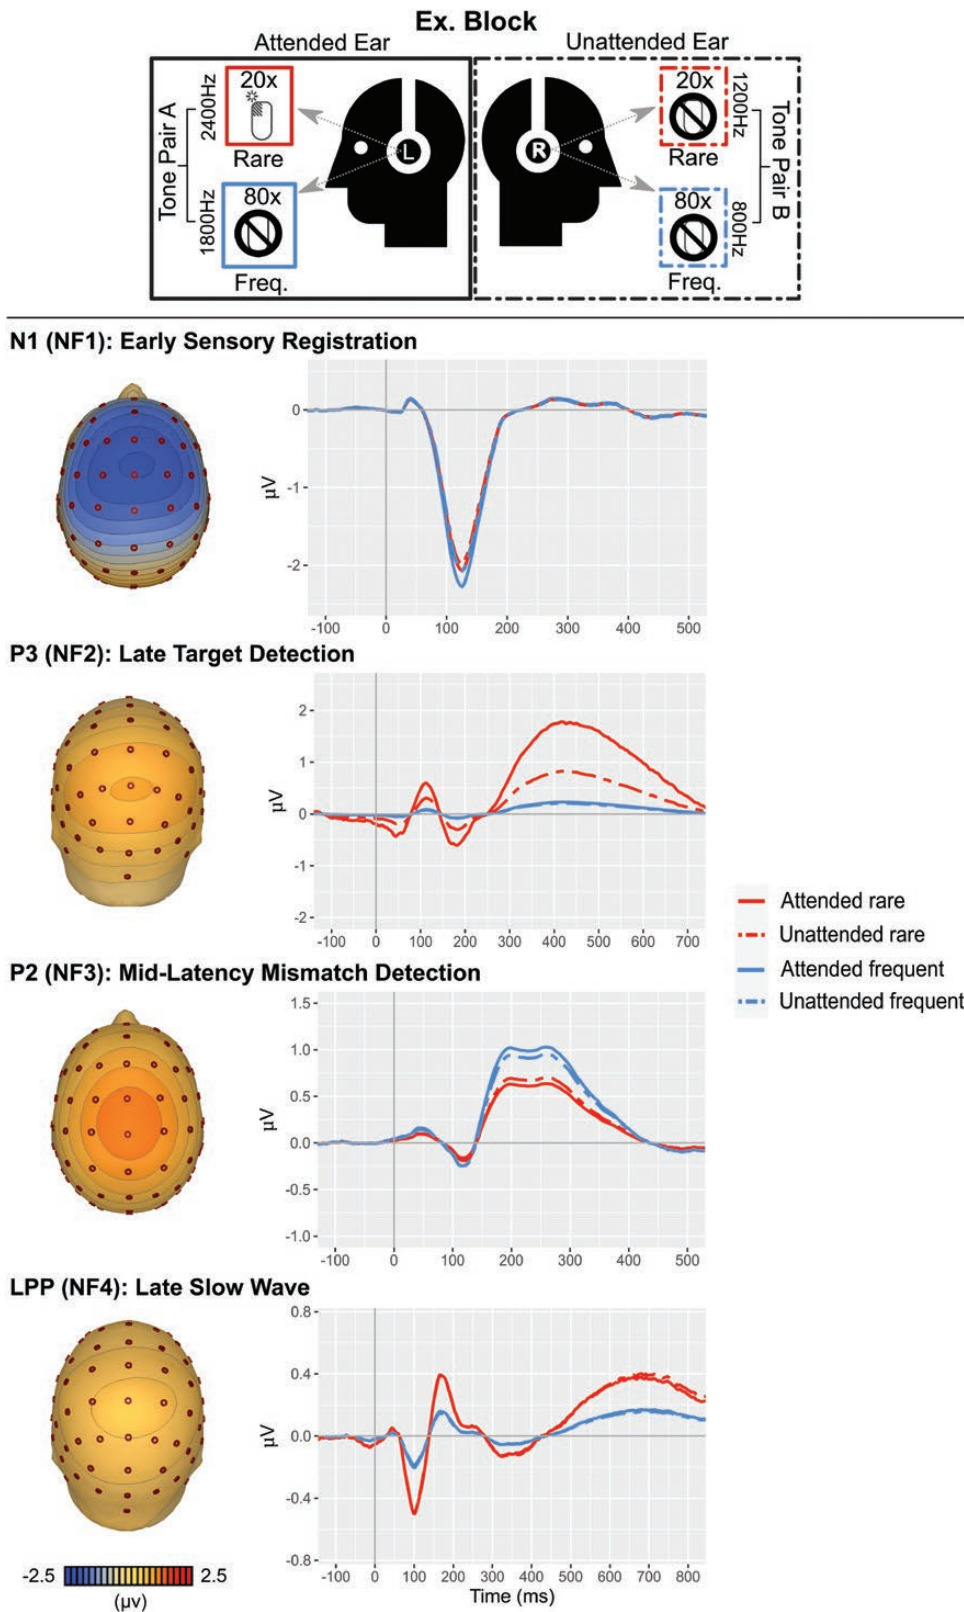 Ex. Block
Attended Ear
Unattended Ear
Tone Pair A
2400Hz
20x
Rare
1800Hz
80x
Freq.
L
R
20x
1200Hz
Rare
80x
800Hz
Freq.
Tone Pair B
N1 (NF1): Early Sensory Registration
0
-1
-2
µV
-100 0 100 200 300 400 500
P3 (NF2): Late Target Detection
2
1
0
-1
-2
µV
-100 0 100 200 300 400 500 600 700
Attended rare
Unattended rare
Attended frequent
Unattended frequent
P2 (NF3): Mid-Latency Mismatch Detection
1.5
1.0
0.5
0.0
-0.5
-1.0
µV
-100 0 100 200 300 400 500
LPP (NF4): Late Slow Wave
0.8
0.4
0.0
-0.4
-0.8
µV
-100 0 100 200 300 400 500 600 700 800
Time (ms)
-2.5 2.5
(µv)